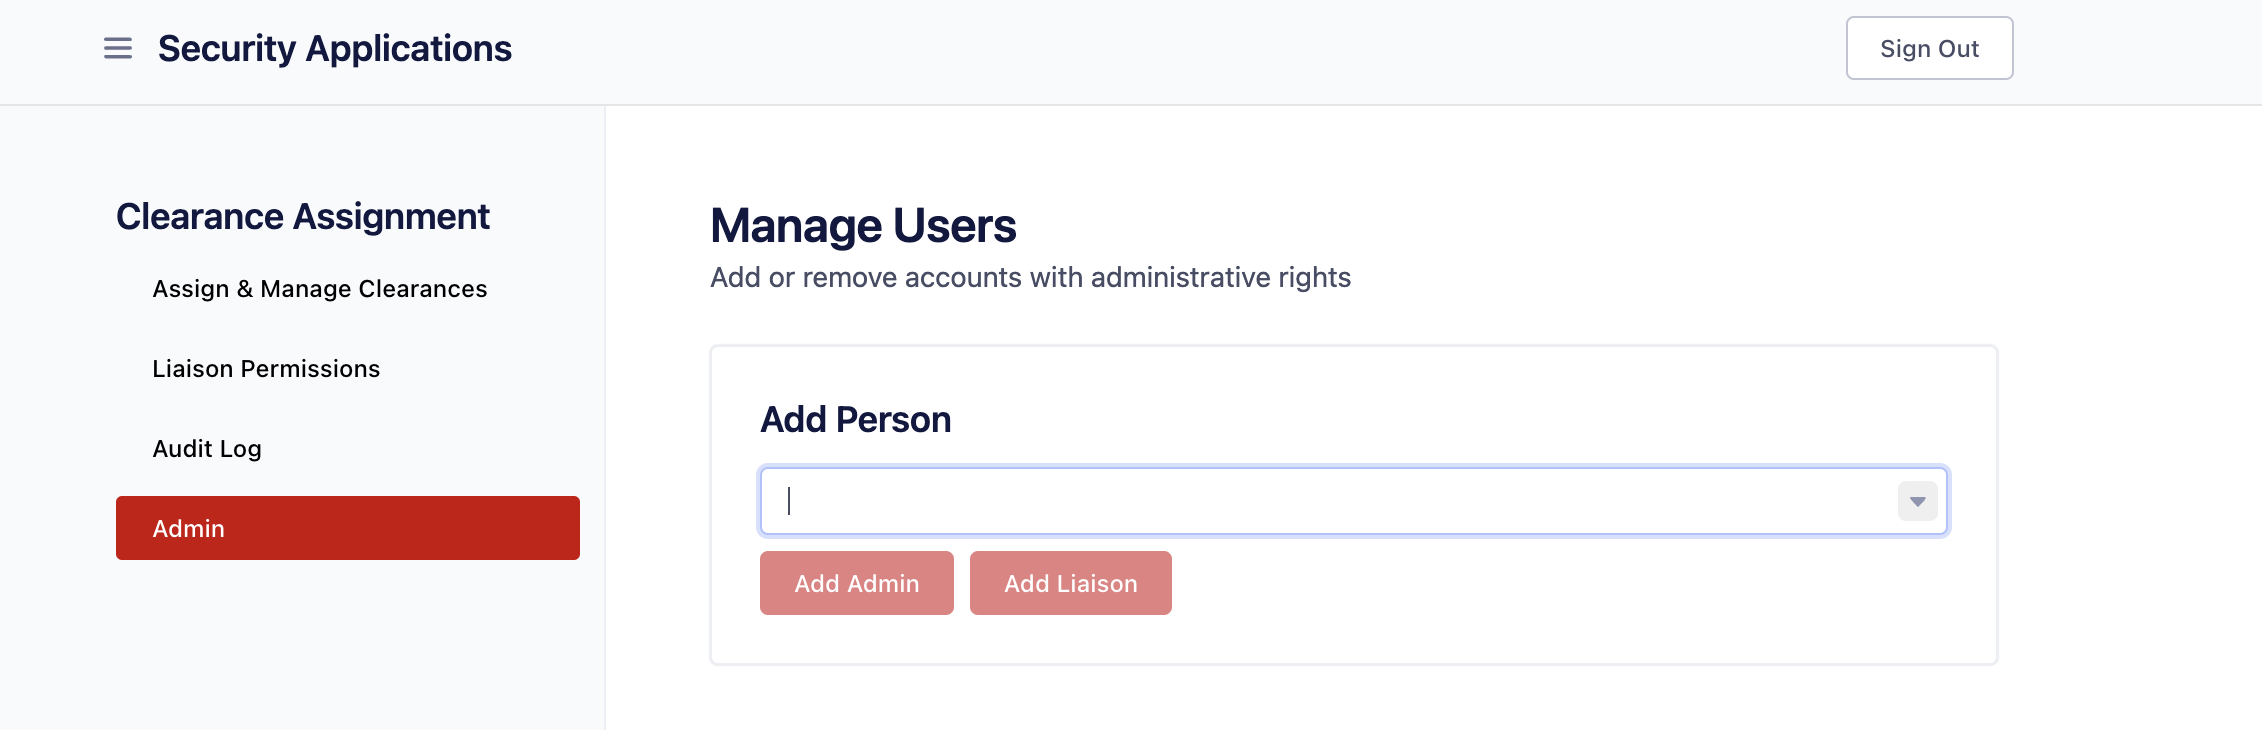 Security Applications
Sign Out
Clearance Assignment
Assign & Manage Clearances
Liaison Permissions
Audit Log
Admin
Manage Users
Add or remove accounts with administrative rights
Add Person
Add Admin
Add Liaison